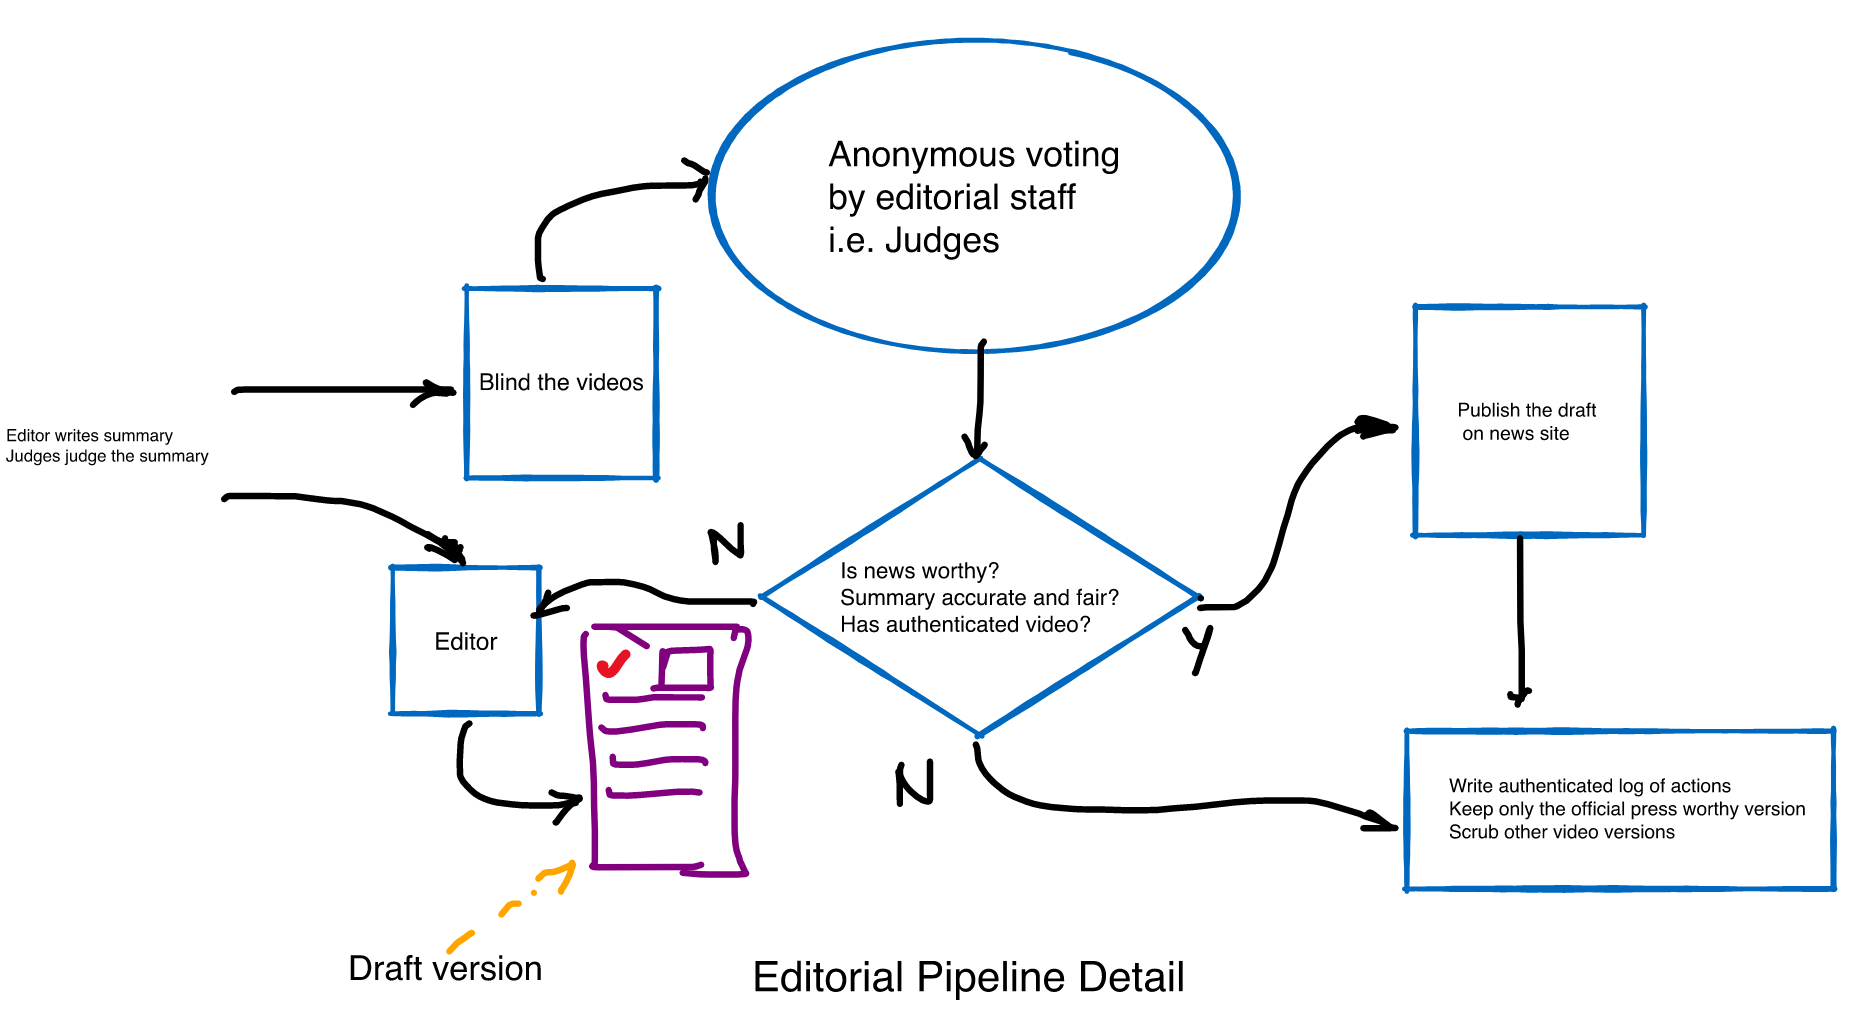 Anonymous voting
by editorial staff
i.e. Judges
Blind the videos
Editor writes summary
Judges judge the summary
Publish the draft
on news site
N
Is news worthy?
Summary accurate and fair?
Has authenticated video?
Editor
Y
N
Write authenticated log of actions
Keep only the official press worthy version
Scrub other video versions
Draft version
Editorial Pipeline Detail